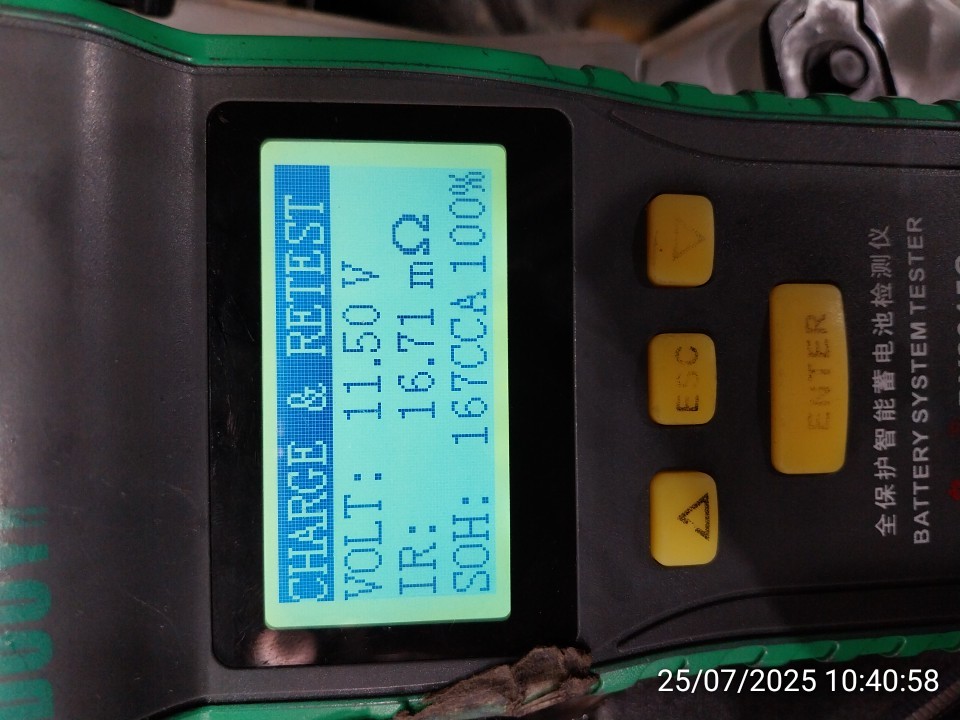 CHARGE & RETEST
VOLT: 11.50 V
IR: 16.71 mΩ
SOH: 167CCA 100%
ESC
ENTER
全保护智能蓄电池检测仪
BATTERY SYSTEM TESTER
25/07/2025 10:40:58